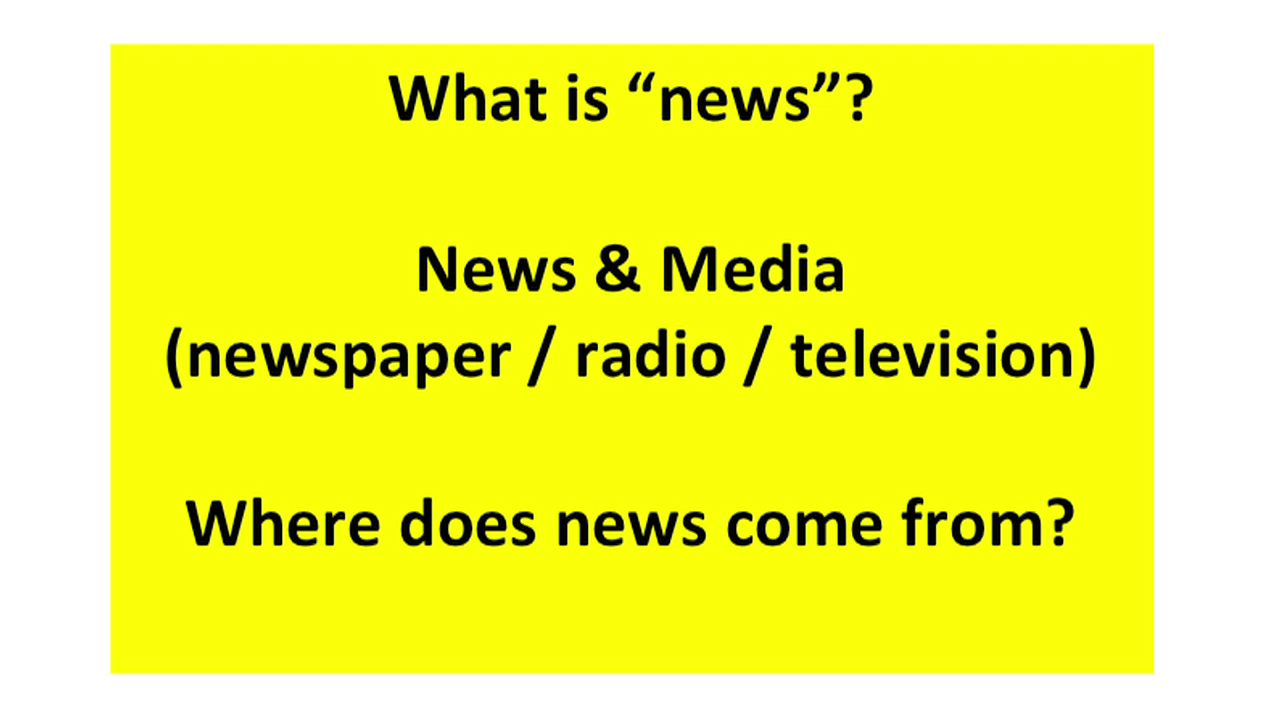 What is “news”?
News & Media
(newspaper / radio / television)
Where does news come from?